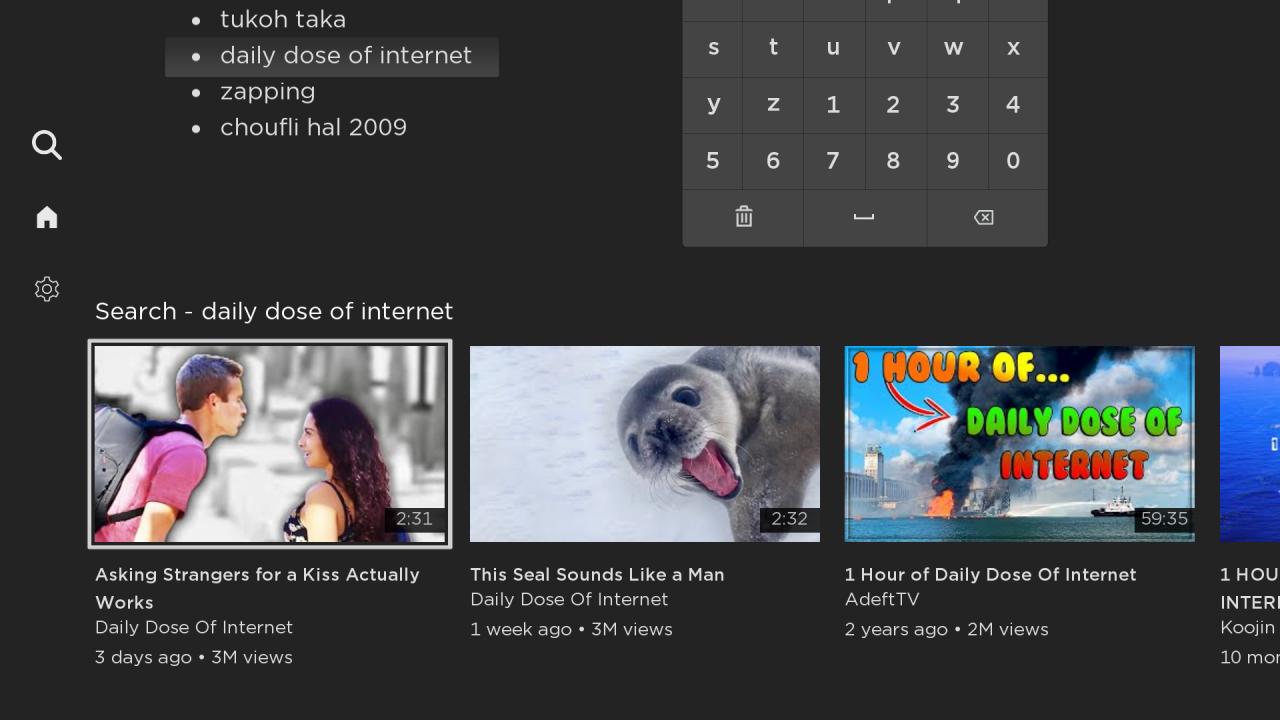 tukoh taka
daily dose of internet
zapping
choufli hal 2009
s t u v w x
y z 1 2 3 4
5 6 7 8 9 0
Search - daily dose of internet
2:31
2:32
1 HOUR OF...
DAILY DOSE OF
INTERNET
59:35
Asking Strangers for a Kiss Actually
Works
Daily Dose Of Internet
3 days ago • 3M views
This Seal Sounds Like a Man
Daily Dose Of Internet
1 week ago • 3M views
1 Hour of Daily Dose Of Internet
AdeftTV
2 years ago • 2M views
1 HOU
INTERI
Koojin
10 mor